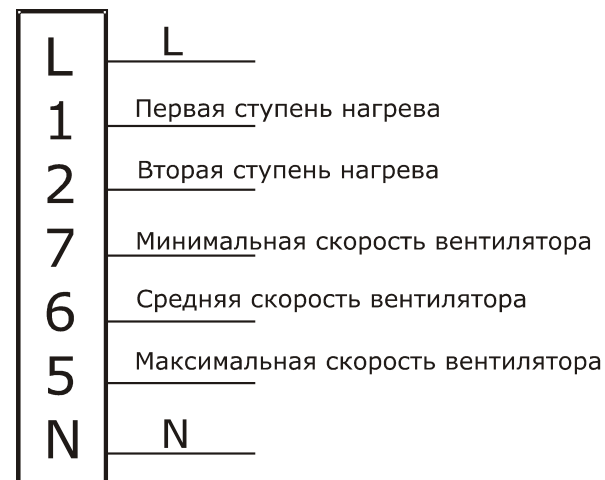 L L
1 Первая ступень нагрева
2 Вторая ступень нагрева
7 Минимальная скорость вентилятора
6 Средняя скорость вентилятора
5 Максимальная скорость вентилятора
N N